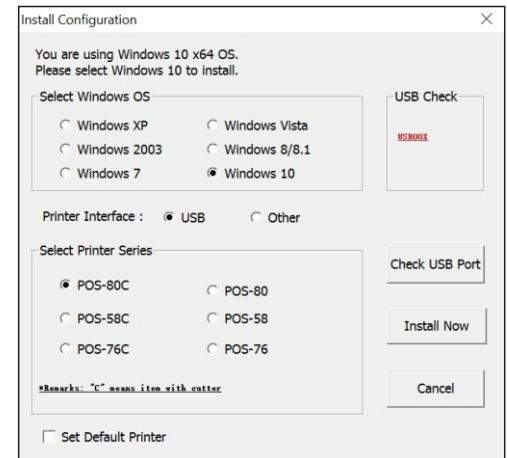 Install Configuration
You are using Windows 10 x64 OS.
Please select Windows 10 to install.
Select Windows OS
Windows XP
Windows Vista
Windows 2003
Windows 8/8.1
Windows 7
Windows 10
USB Check
USB00X
Printer Interface :
USB
Other
Select Printer Series
POS-80C
POS-80
POS-58C
POS-58
POS-76C
POS-76
*Remarks: "C" means item with cutter
Check USB Port
Install Now
Cancel
Set Default Printer